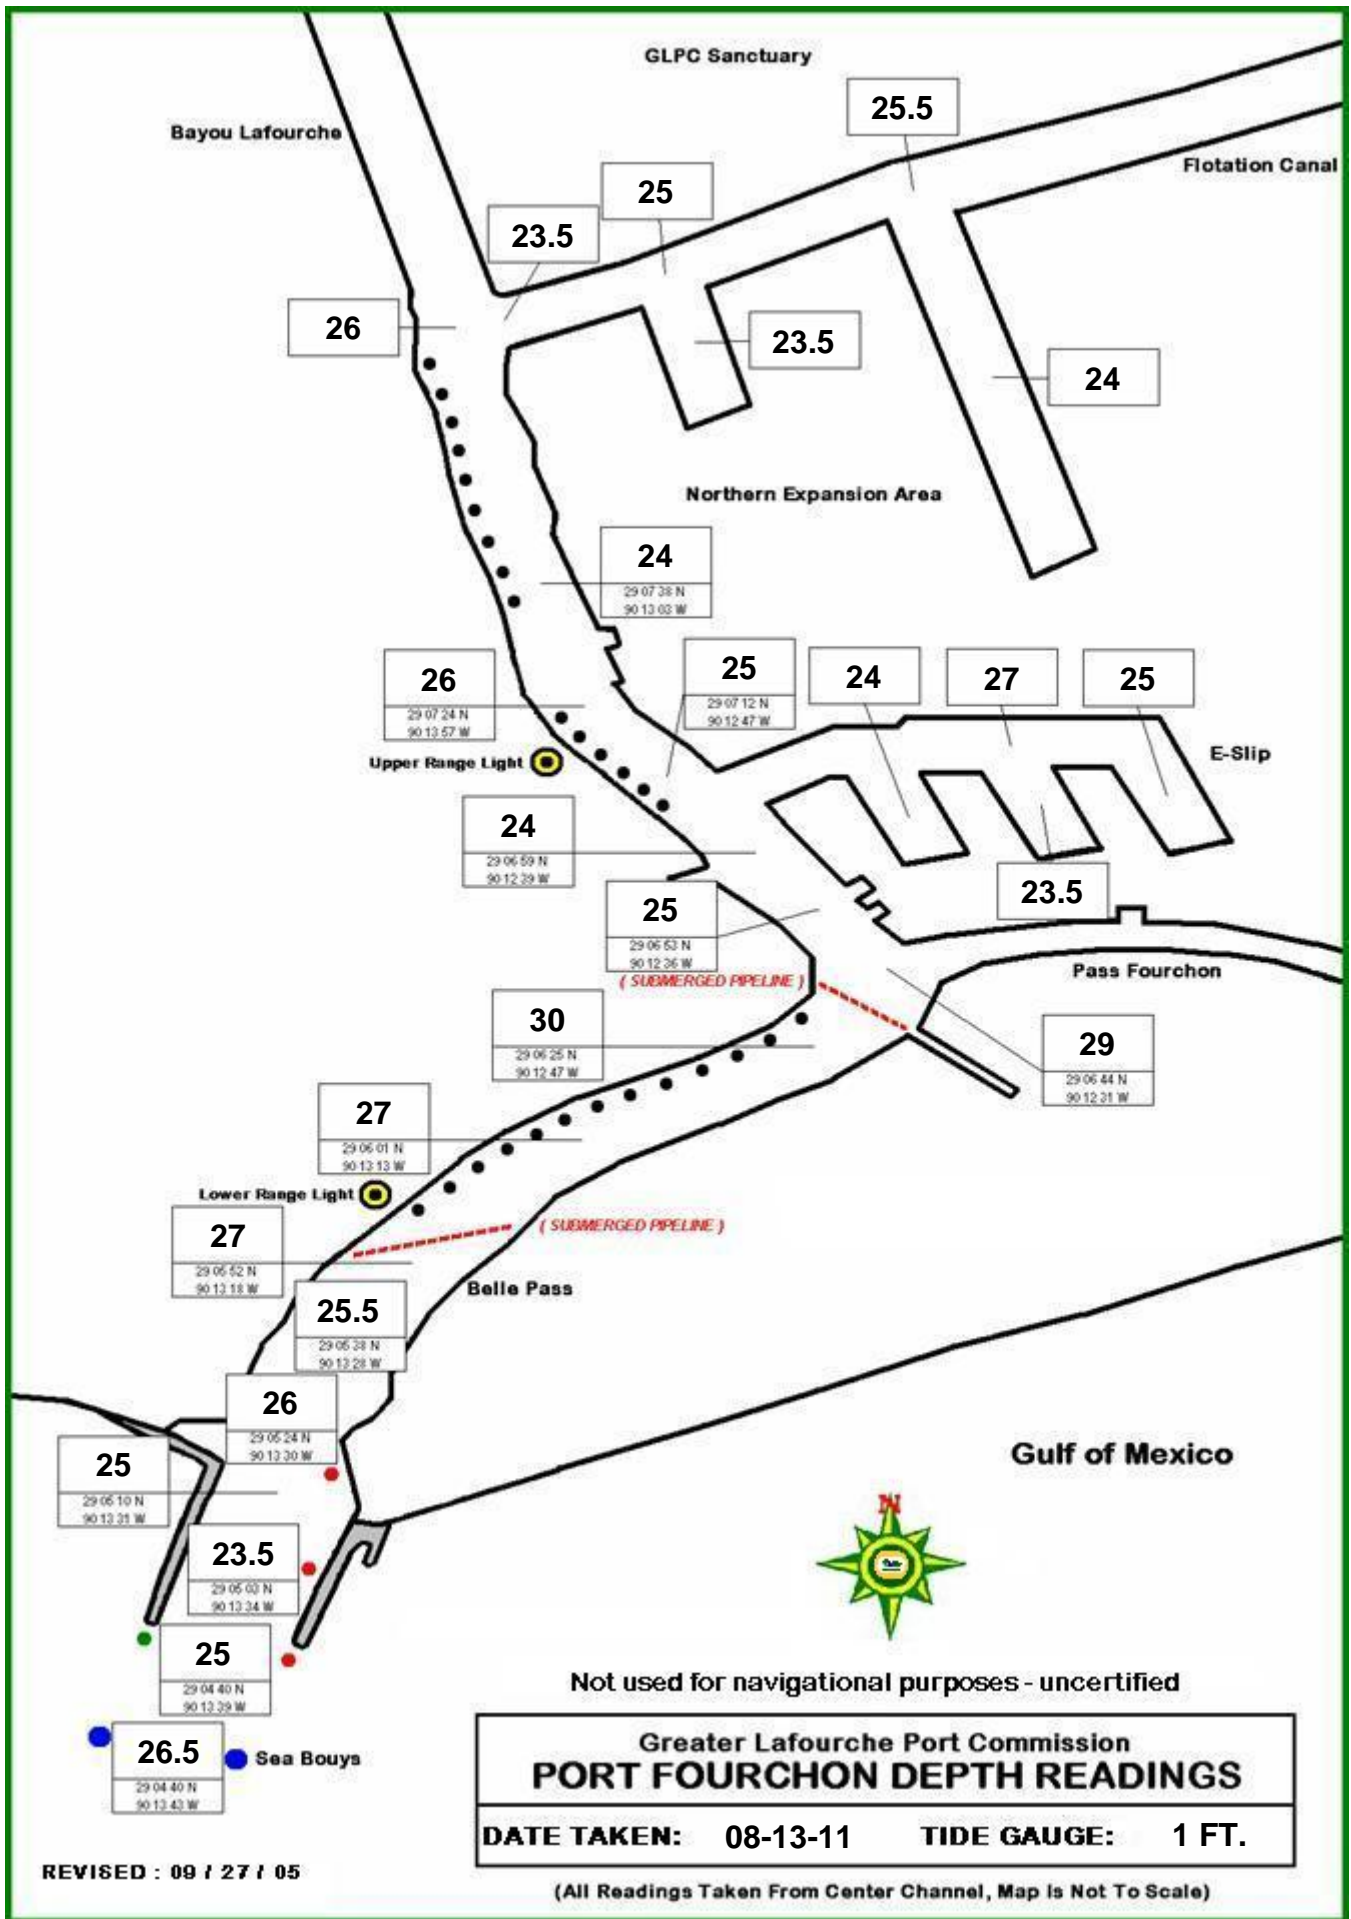 GLPC Sanctuary
25.5
Bayou Lafourche
Flotation Canal
25
23.5
26
23.5
24
Northern Expansion Area
24
29 07 38 N
90 13 03 W
26
29 07 24 N
90 13 57 W
25
29 07 12 N
90 12 47 W
24
27
25
E-Slip
Upper Range Light
24
29 06 59 N
90 12 39 W
23.5
25
29 06 53 N
90 12 36 W
Pass Fourchon
( SUBMERGED PIPELINE )
30
29 06 25 N
90 12 47 W
29
29 06 44 N
90 12 31 W
27
29 06 01 N
90 13 13 W
Lower Range Light
27
29 05 52 N
90 13 18 W
( SUBMERGED PIPELINE )
Belle Pass
25.5
29 05 38 N
90 13 28 W
26
29 05 24 N
90 13 30 W
Gulf of Mexico
25
29 05 10 N
90 13 31 W
N
23.5
29 05 03 N
90 13 34 W
25
29 04 40 N
90 13 39 W
Not used for navigational purposes - uncertified
26.5
29 04 40 N
90 13 43 W
Sea Bouys
Greater Lafourche Port Commission
PORT FOURCHON DEPTH READINGS
DATE TAKEN: 08-13-11 TIDE GAUGE: 1 FT.
REVISED : 09 / 27 / 05
(All Readings Taken From Center Channel, Map Is Not To Scale)